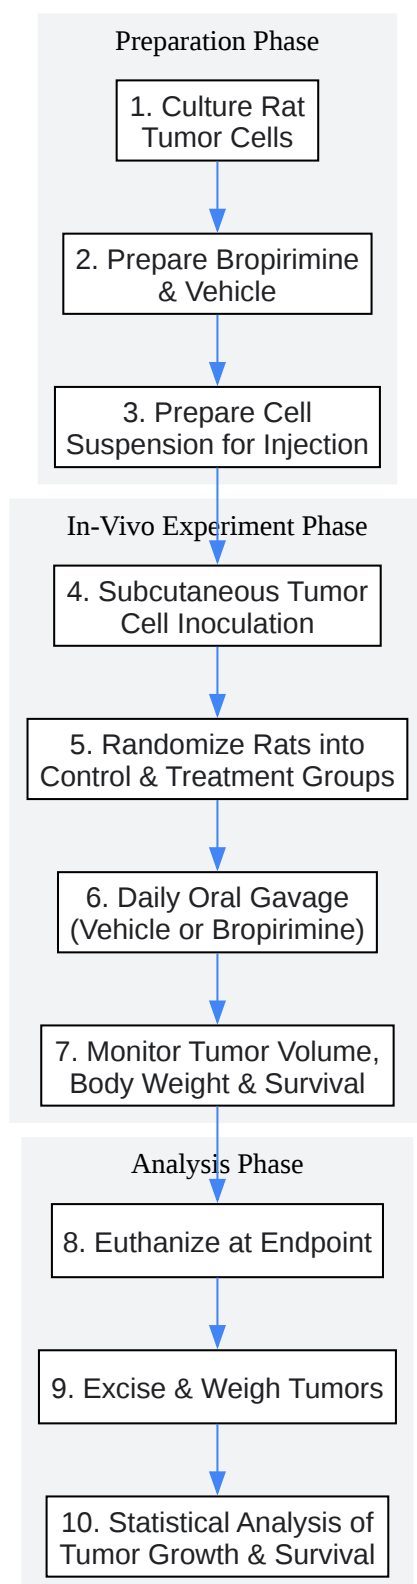 Preparation Phase
1. Culture Rat
Tumor Cells
2. Prepare Bropirimine
& Vehicle
3. Prepare Cell
Suspension for Injection
In-Vivo Experiment Phase
4. Subcutaneous Tumor
Cell Inoculation
5. Randomize Rats into
Control & Treatment Groups
6. Daily Oral Gavage
(Vehicle or Bropirimine)
7. Monitor Tumor Volume,
Body Weight & Survival
Analysis Phase
8. Euthanize at Endpoint
9. Excise & Weigh Tumors
10. Statistical Analysis of
Tumor Growth & Survival